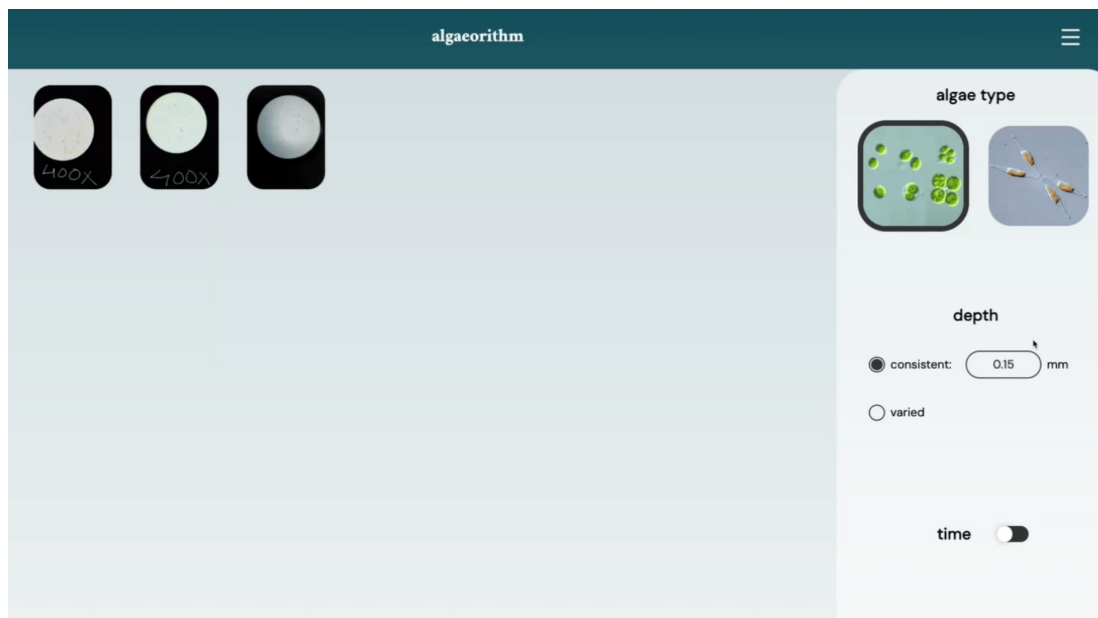 algaeorithm
400X
400X
algae type
depth
consistent: 0.15 mm
varied
time